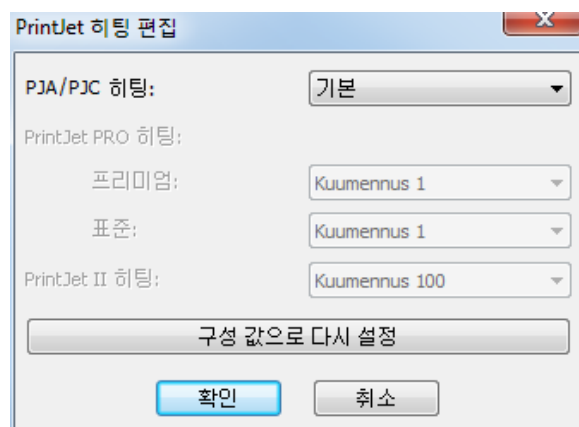 PrintJet 히팅 편집
PJA/PJC 히팅: 기본
PrintJet PRO 히팅:
프리미엄: Kuumennus 1
표준: Kuumennus 1
PrintJet II 히팅: Kuumennus 100
구성 값으로 다시 설정
확인 취소